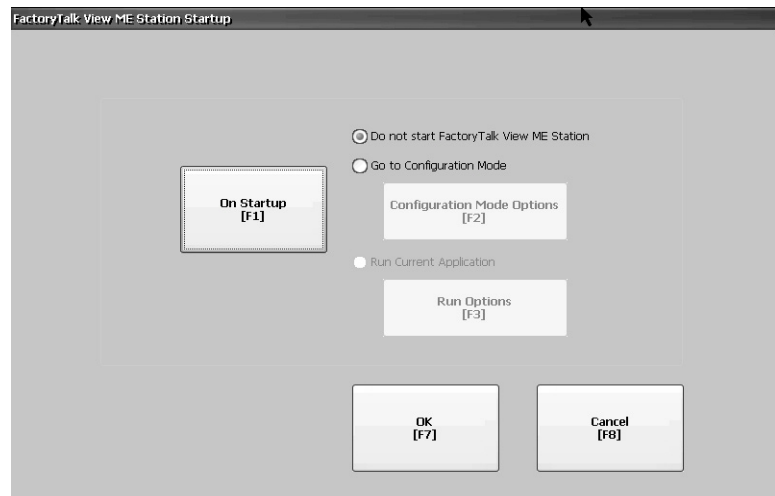 FactoryTalk View ME Station Startup
Do not start FactoryTalk View ME Station
Go to Configuration Mode
On Startup
[F1]
Configuration Mode Options
[F2]
Run Current Application
Run Options
[F3]
OK
[F7]
Cancel
[F8]